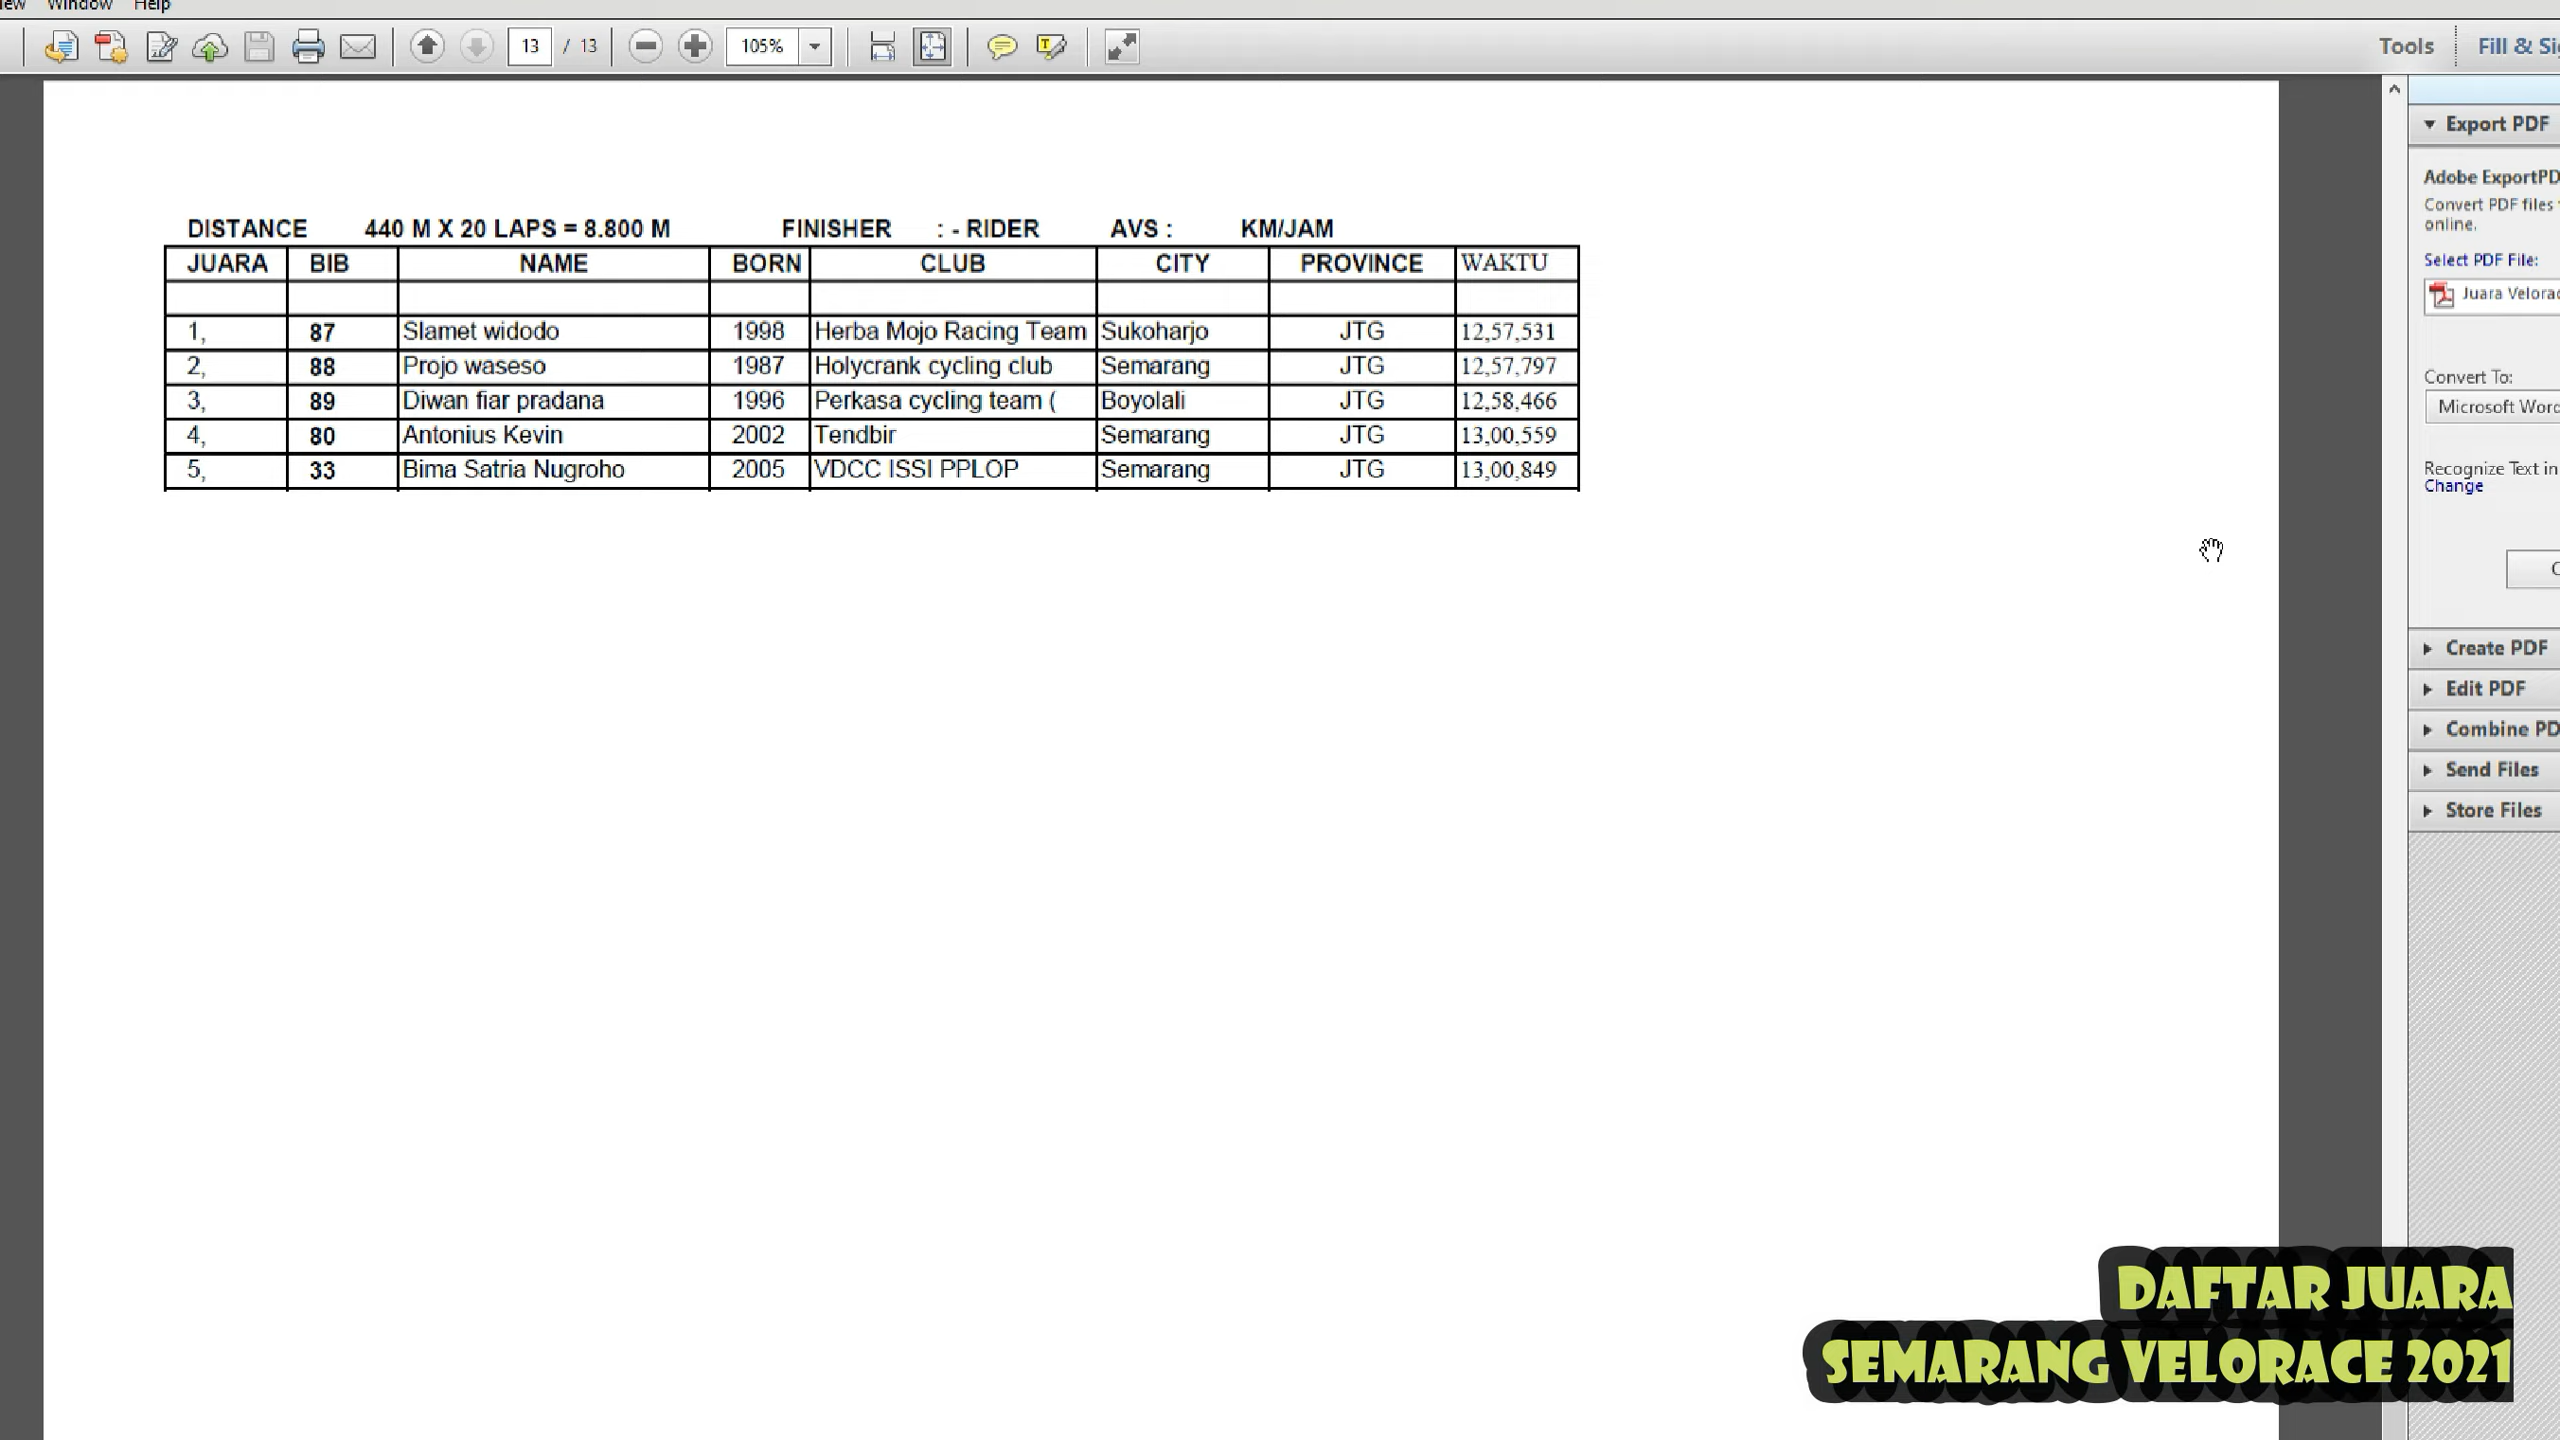 Window Help
13 / 13 105% Tools
DISTANCE 440 M X 20 LAPS = 8.800 M FINISHER : - RIDER AVS : KM/JAM
JUARA BIB NAME BORN CLUB CITY PROVINCE WAKTU
1, 87 Slamet widodo 1998 Herba Mojo Racing Team Sukoharjo JTG 12,57,531
2, 88 Projo waseso 1987 Holycrank cycling club Semarang JTG 12,57,797
3, 89 Diwan fiar pradana 1996 Perkasa cycling team ( Boyolali JTG 12,58,466
4, 80 Antonius Kevin 2002 Tendbir Semarang JTG 13,00,559
5, 33 Bima Satria Nugroho 2005 VDCC ISSI PPLOP Semarang JTG 13,00,849
Export PDF
Adobe ExportPD
Convert PDF files
online.
Select PDF File:
Juara Velorac
Convert To:
Microsoft Word
Recognize Text in
Change
Create PDF
Edit PDF
Combine PD
Send Files
Store Files
DAFTAR JUARA
SEMARANG VELORACE 2021